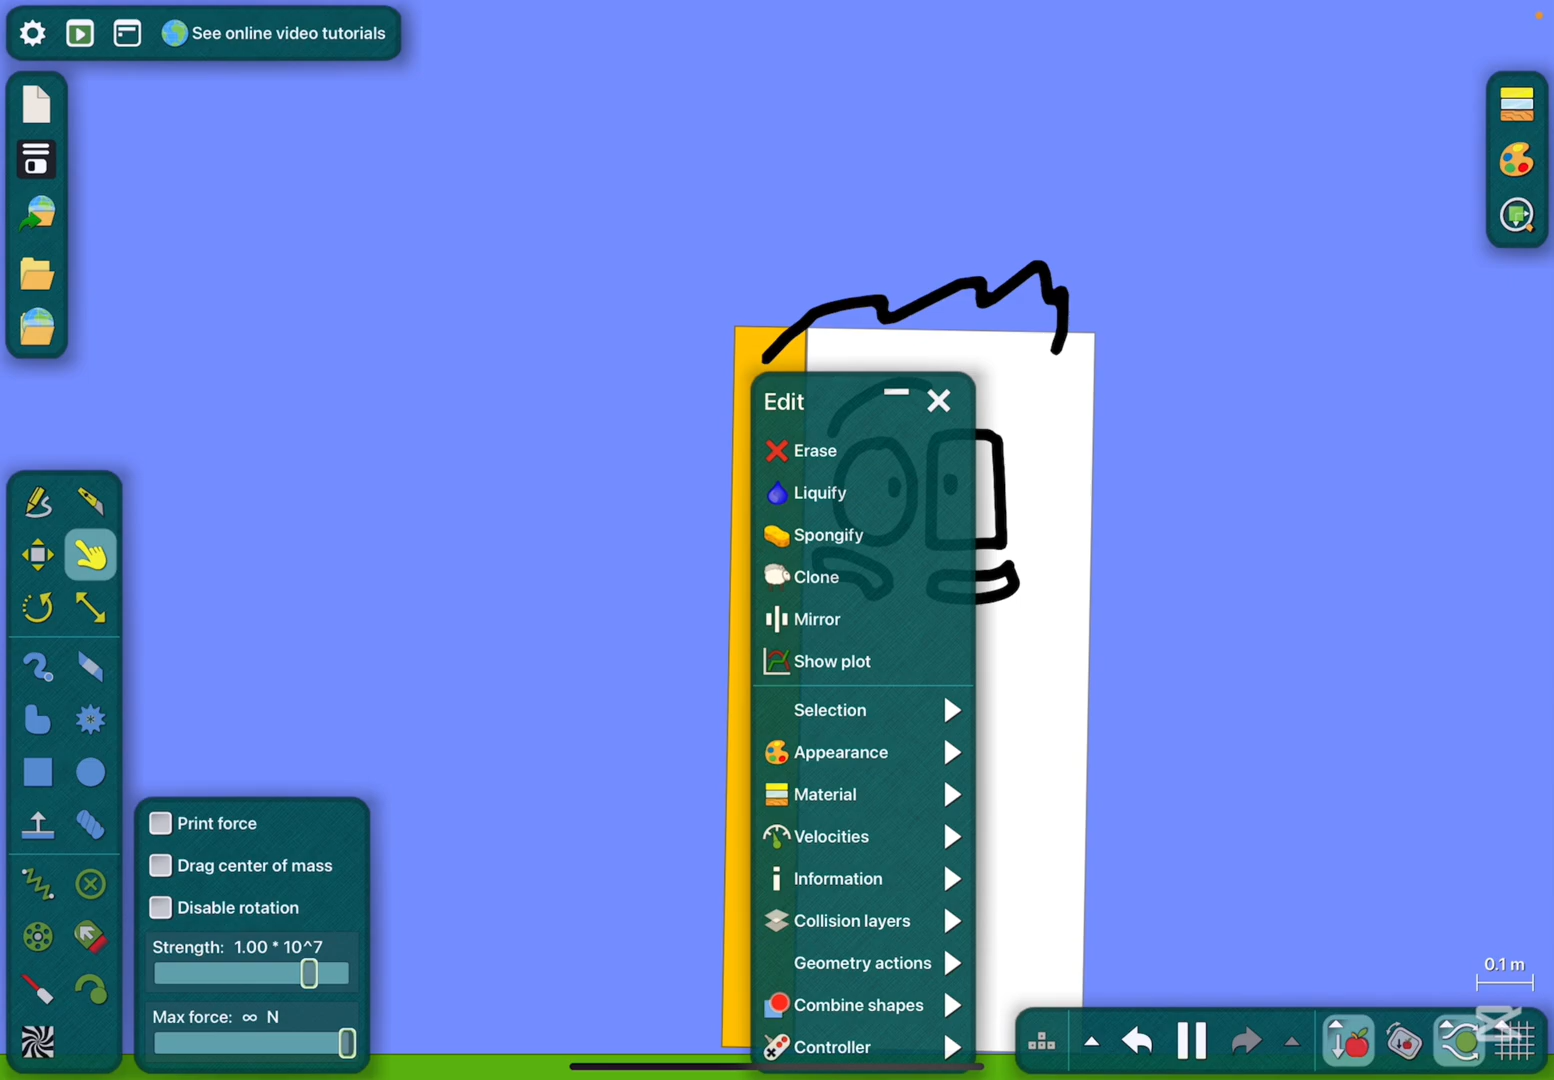 See online video tutorials
Edit
Erase
Liquify
Spongify
Clone
Mirror
Show plot
Selection
Appearance
Material
Velocities
Information
Collision layers
Geometry actions
Combine shapes
Controller
Print force
Drag center of mass
Disable rotation
Strength: 1.00 * 10^7
Max force: ∞ N
0.1 m